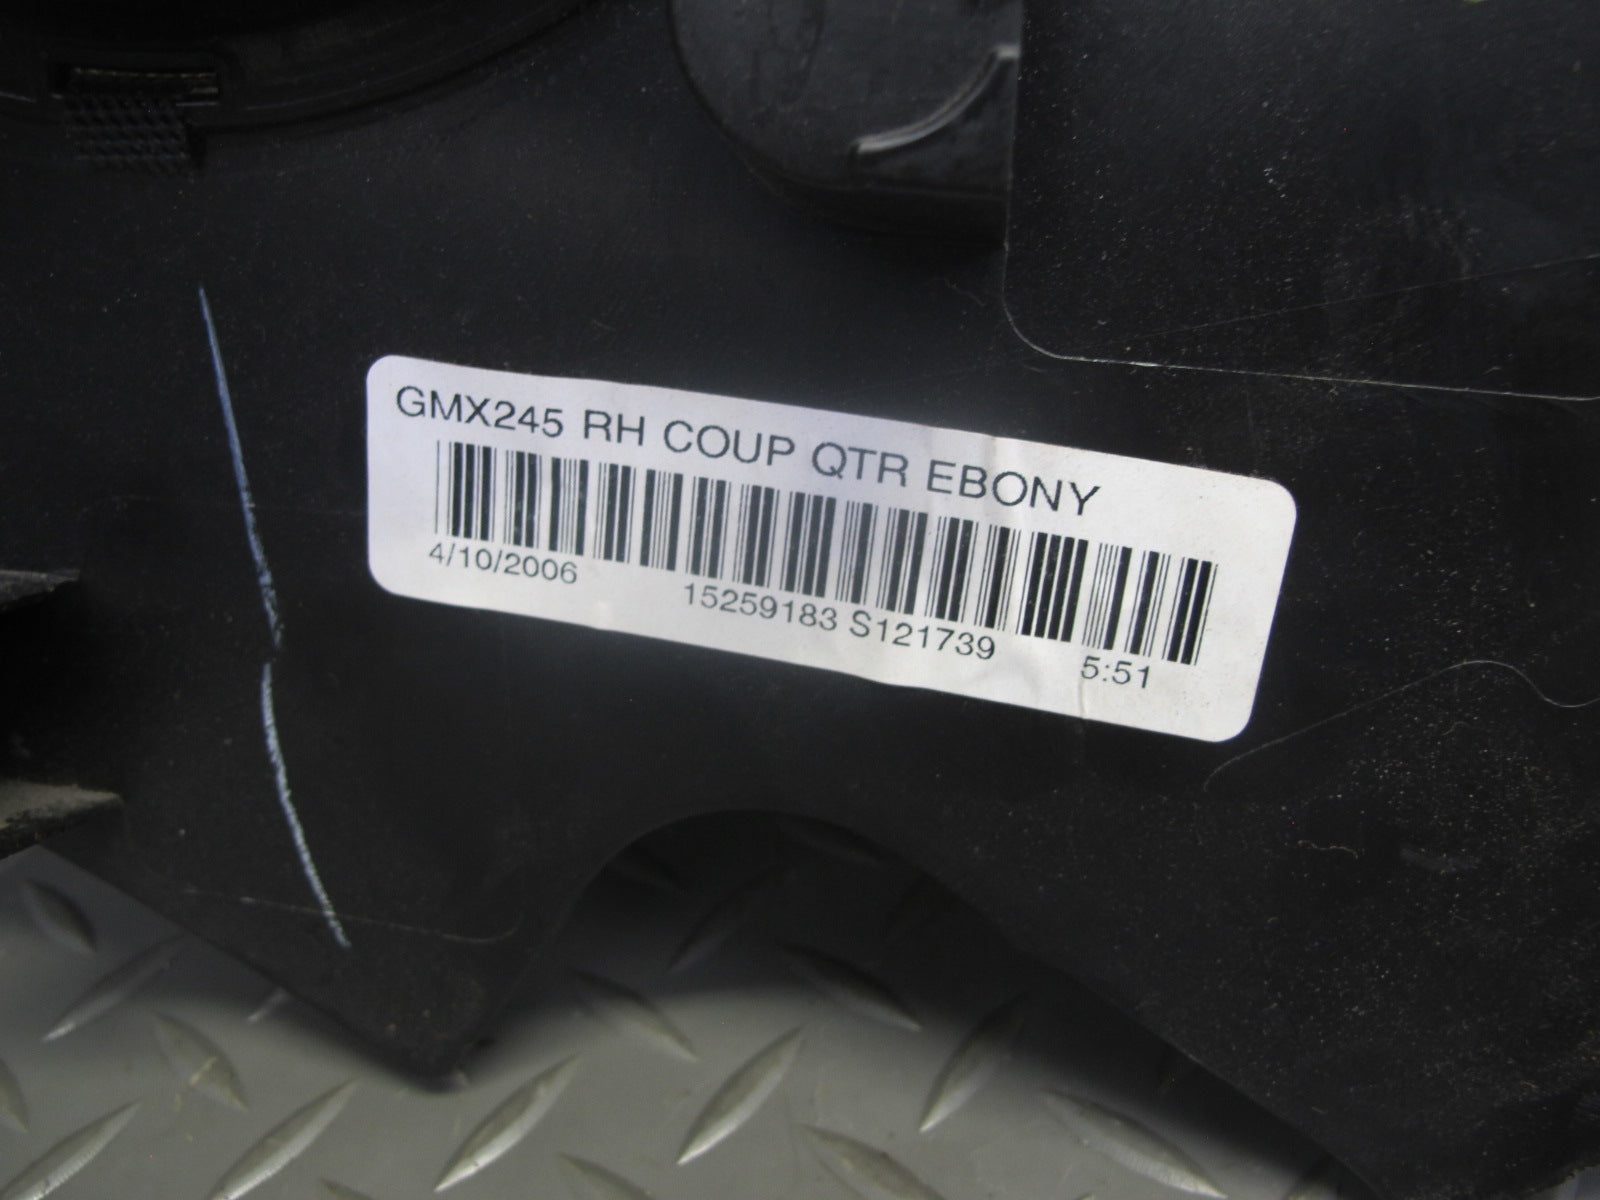 GMX245 RH COUP QTR EBONY
4/10/2006 15259183 S121739 5:51